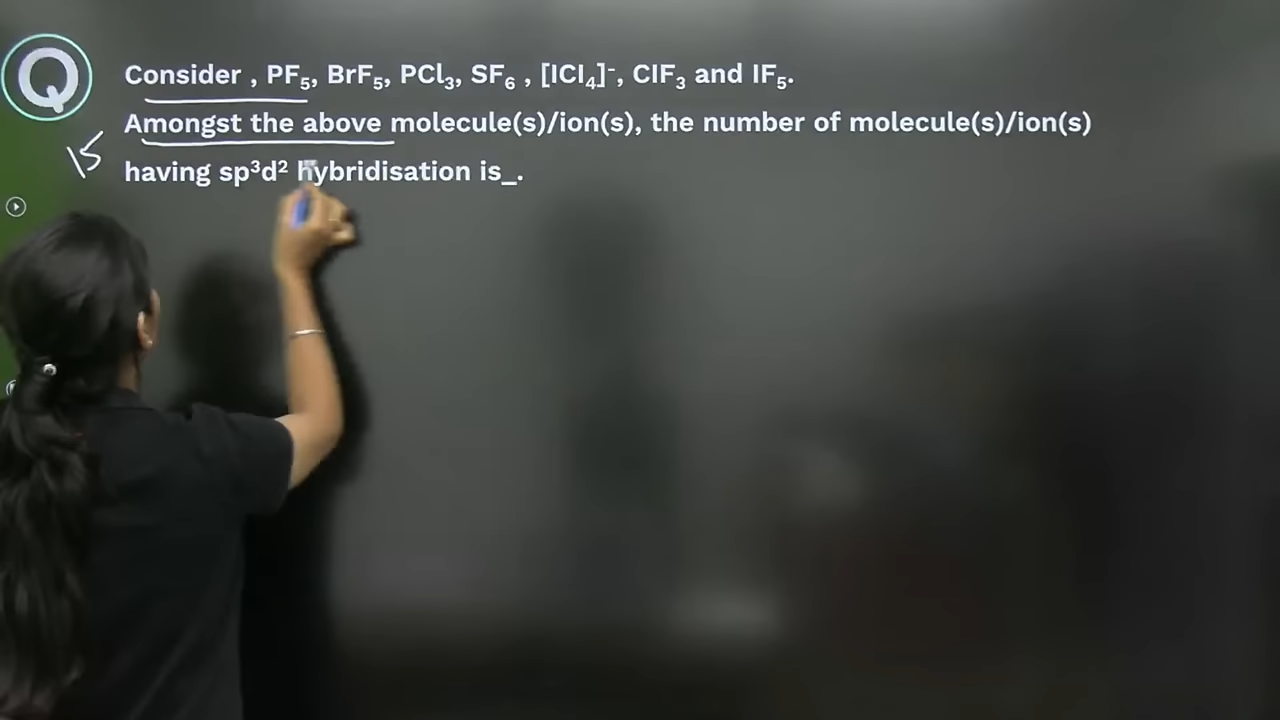 Q
Consider , PF₅, BrF₅, PCl₃, SF₆ , [ICl₄]⁻, ClF₃ and IF₅.
Amongst the above molecule(s)/ion(s), the number of molecule(s)/ion(s)
15
having sp³d² hybridisation is_.